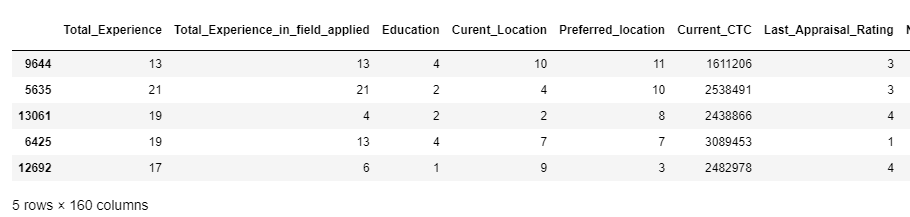 Total_Experience Total_Experience_in_field_applied Education Curent_Location Preferred_location Current_CTC Last_Appraisal_Rating
9644 13 13 4 10 11 1611206 3
5635 21 21 2 4 10 2538491 3
13061 19 4 2 2 8 2438866 4
6425 19 13 4 7 7 3089453 1
12692 17 6 1 9 3 2482978 4
5 rows × 160 columns